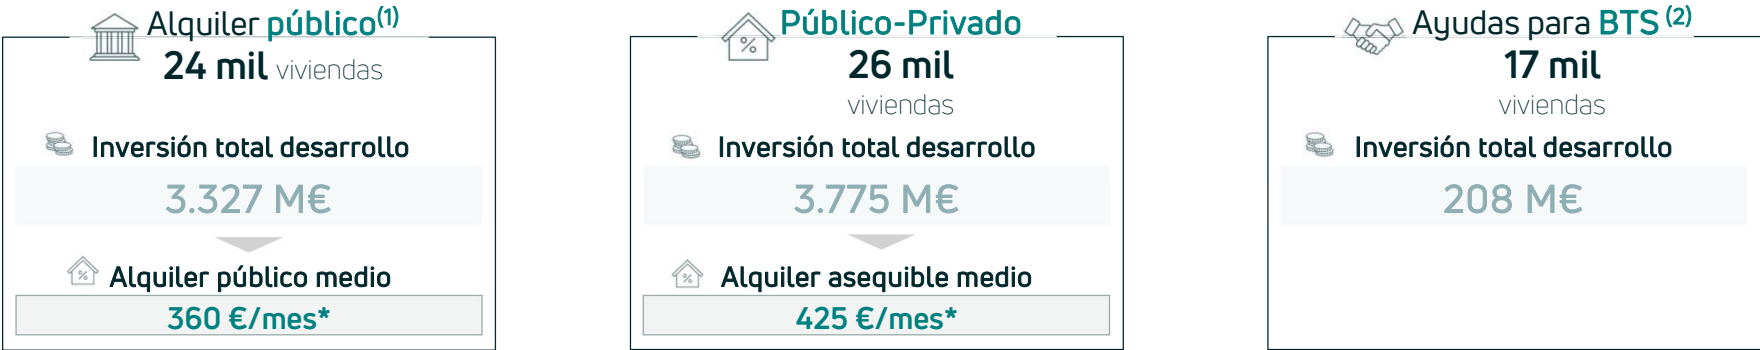 Alquiler público(1)
24 mil viviendas
Inversión total desarrollo
3.327 M€
%
Alquiler público medio
360 €/mes*
%
Público-Privado
26 mil
viviendas
Inversión total desarrollo
3.775 M€
%
Alquiler asequible medio
425 €/mes*
Ayudas para BTS (2)
17 mil
viviendas
Inversión total desarrollo
208 M€